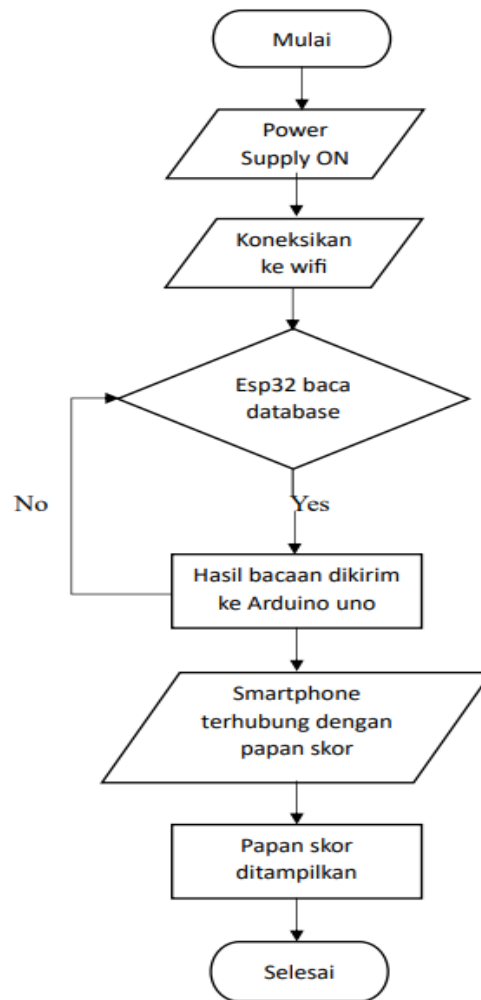 Mulai
Power
Supply ON
Koneksikan
ke wifi
Esp32 baca
database
No
Yes
Hasil bacaan dikirim
ke Arduino uno
Smartphone
terhubung dengan
papan skor
Papan skor
ditampilkan
Selesai